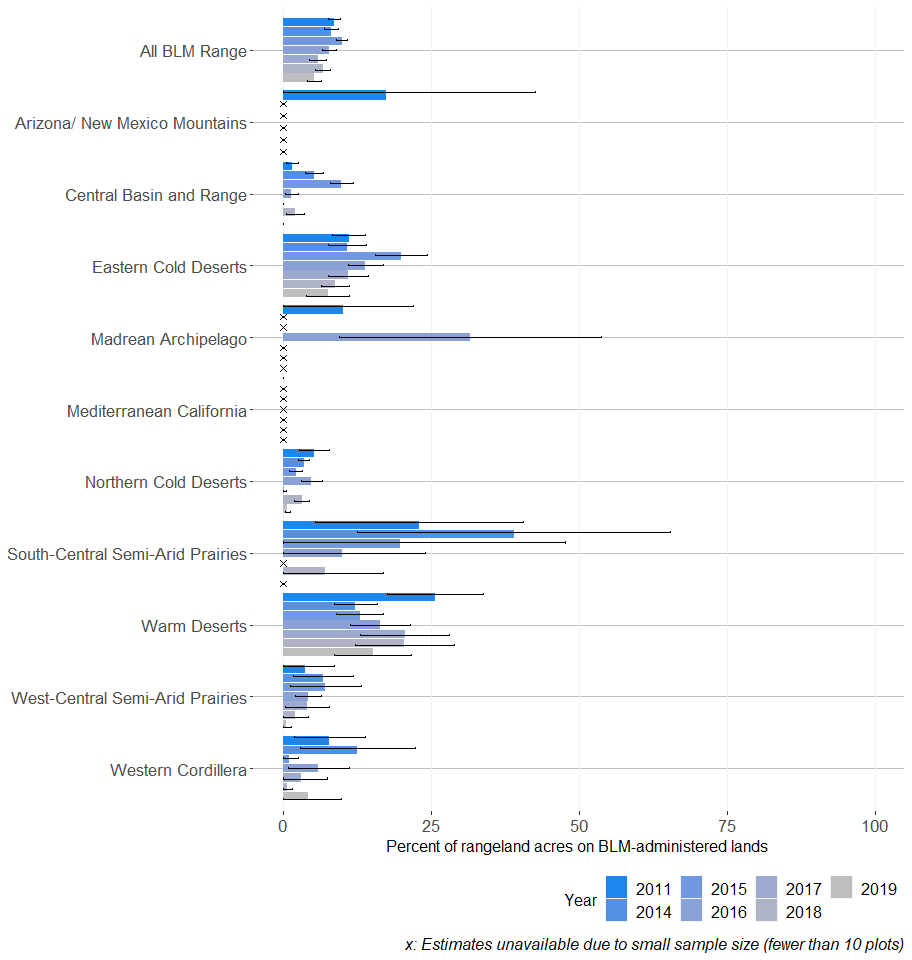 All BLM Range
Arizona/ New Mexico Mountains
Central Basin and Range
Eastern Cold Deserts
Madrean Archipelago
Mediterranean California
Northern Cold Deserts
South-Central Semi-Arid Prairies
Warm Deserts
West-Central Semi-Arid Prairies
Western Cordillera
0 25 50 75 100
Percent of rangeland acres on BLM-administered lands
Year 2011 2015 2017 2019
2014 2016 2018
x: Estimates unavailable due to small sample size (fewer than 10 plots)